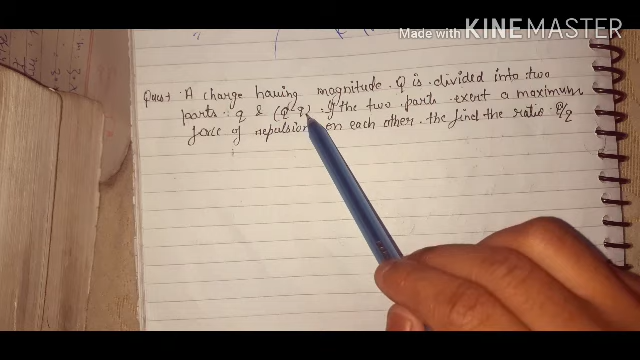 Made with KINEMASTER
Ques → A charge having magnitude Q is divided into two
parts q & (Q-q). If the two parts exert a maximum
force of repulsion on each other. the find the ratio Q/q